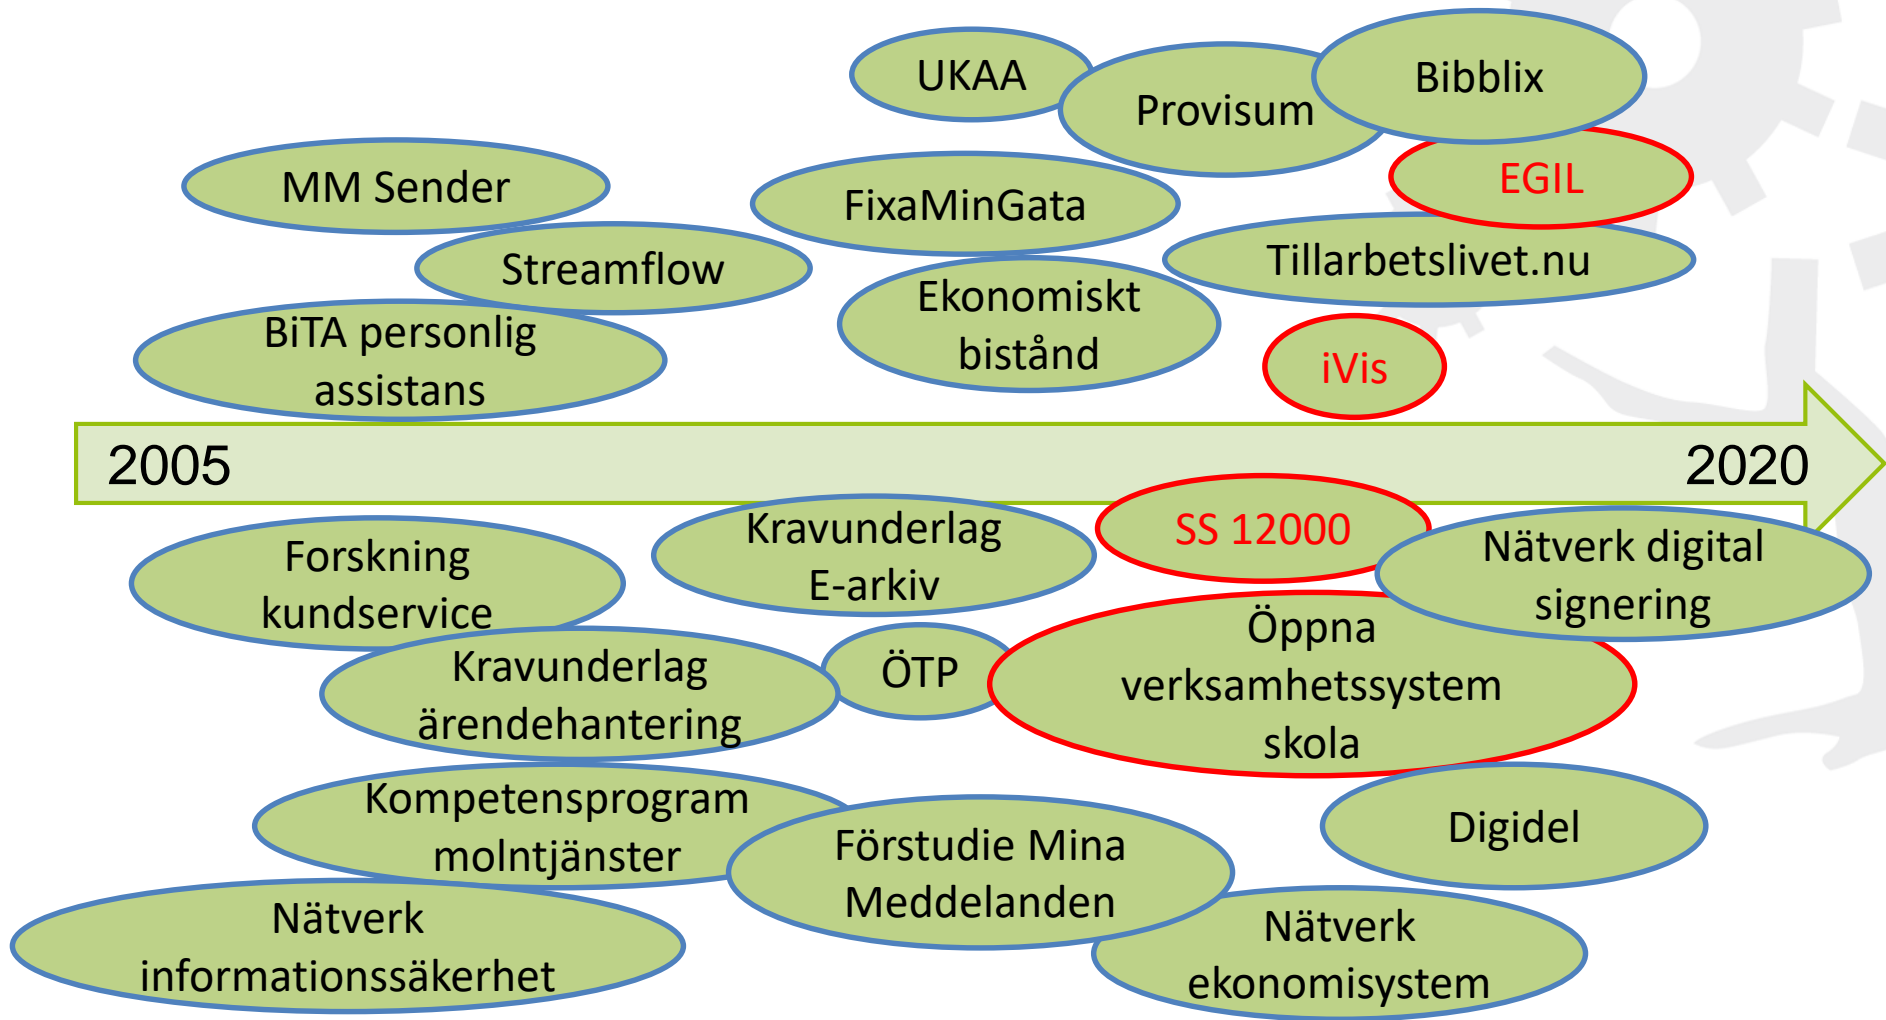 UKAA
Provisum
Bibblix
MM Sender
FixaMinGata
EGIL
Streamflow
Tillarbetslivet.nu
BiTA personlig
assistans
Ekonomiskt
bistånd
iVis
2005
2020
Forskning
kundservice
Kravunderlag
E-arkiv
SS 12000
Nätverk digital
signering
Kravunderlag
ärendehantering
ÖTP
Öppna
verksamhetssystem
skola
Kompetensprogram
molntjänster
Förstudie Mina
Meddelanden
Digidel
Nätverk
informationssäkerhet
Nätverk
ekonomisystem